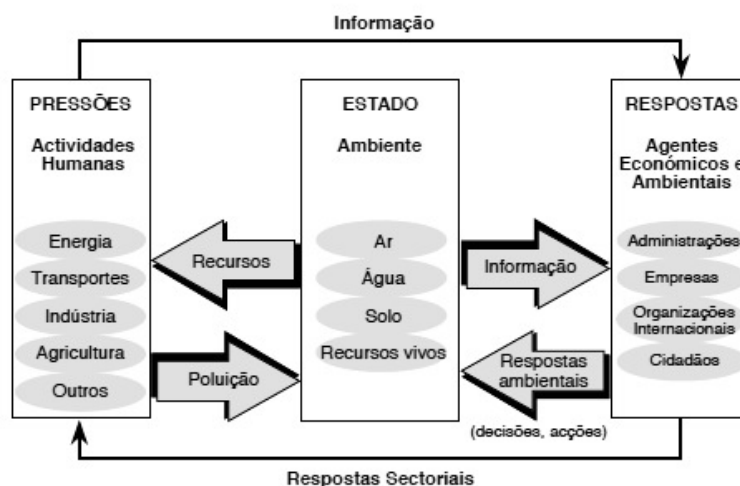 Informação
PRESSÕES
Actividades
Humanas
Energia
Transportes
Indústria
Agricultura
Outros
Recursos
Poluição
ESTADO
Ambiente
Ar
Água
Solo
Recursos vivos
Informação
Respostas
ambientais
(decisões, acções)
RESPOSTAS
Agentes
Económicos e
Ambientais
Administrações
Empresas
Organizações
Internacionais
Cidadãos
Respostas Sectoriais